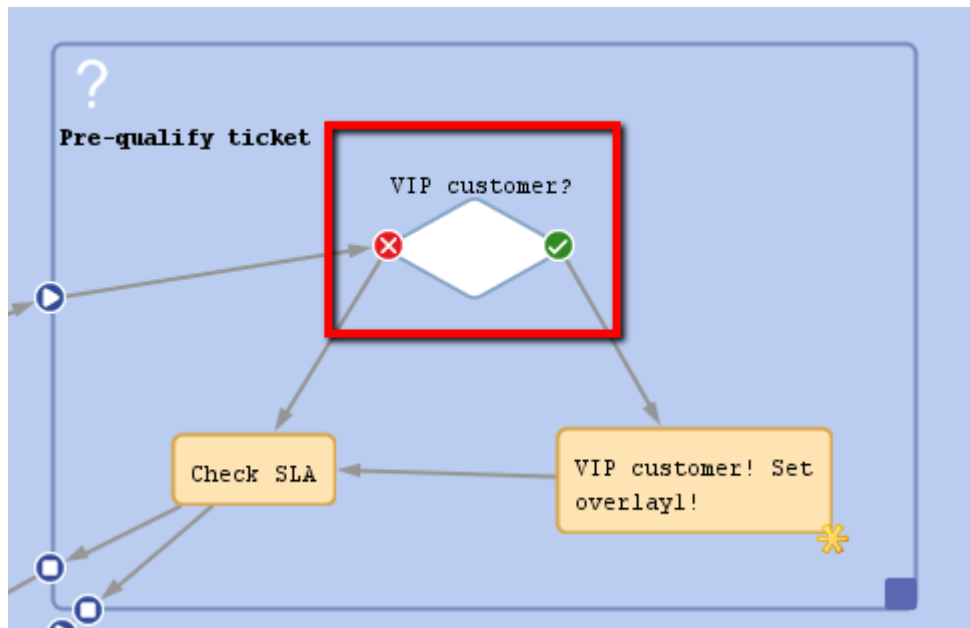 ?
Pre-qualify ticket
VIP customer?
Check SLA
VIP customer! Set
overlay1!